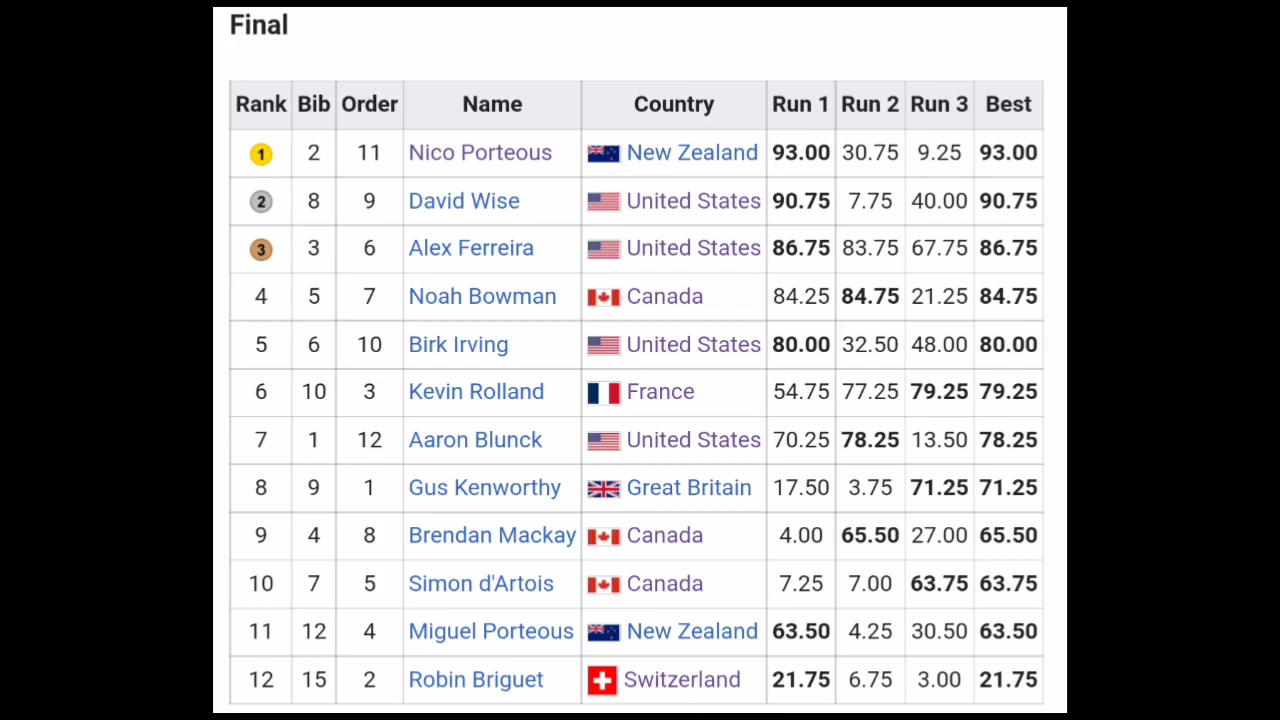 Final
Rank Bib Order Name Country Run 1 Run 2 Run 3 Best
1 2 11 Nico Porteous New Zealand 93.00 30.75 9.25 93.00
2 8 9 David Wise United States 90.75 7.75 40.00 90.75
3 3 6 Alex Ferreira United States 86.75 83.75 67.75 86.75
4 5 7 Noah Bowman Canada 84.25 84.75 21.25 84.75
5 6 10 Birk Irving United States 80.00 32.50 48.00 80.00
6 10 3 Kevin Rolland France 54.75 77.25 79.25 79.25
7 1 12 Aaron Blunck United States 70.25 78.25 13.50 78.25
8 9 1 Gus Kenworthy Great Britain 17.50 3.75 71.25 71.25
9 4 8 Brendan Mackay Canada 4.00 65.50 27.00 65.50
10 7 5 Simon d'Artois Canada 7.25 7.00 63.75 63.75
11 12 4 Miguel Porteous New Zealand 63.50 4.25 30.50 63.50
12 15 2 Robin Briguet Switzerland 21.75 6.75 3.00 21.75